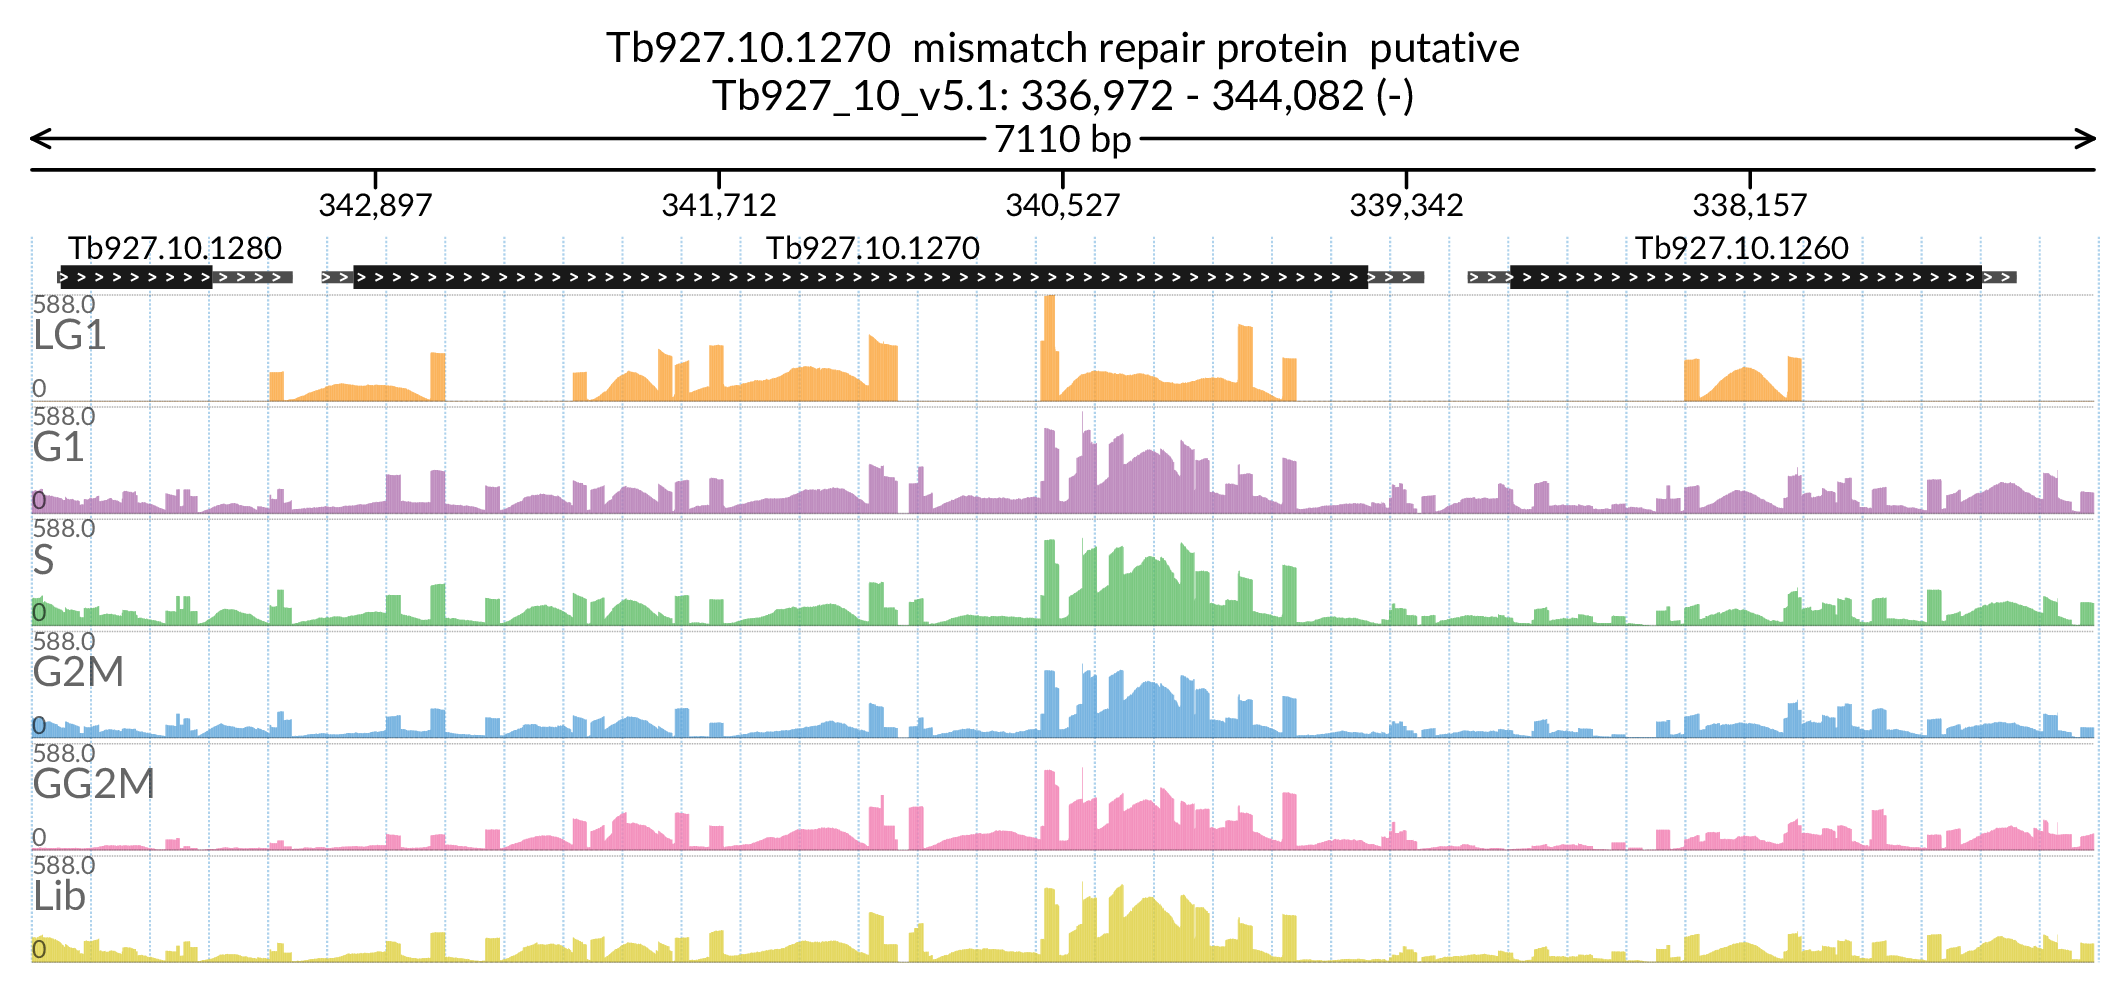 Tb927.10.1270  mismatch repair protein  putative
Tb927_10_v5.1: 336,972 - 344,082 (-)
7110 bp
342,897 341,712 340,527 339,342 338,157
Tb927.10.1280 Tb927.10.1270 Tb927.10.1260
588.0
LG1
0
588.0
G1
0
588.0
S
0
588.0
G2M
0
588.0
GG2M
0
588.0
Lib
0